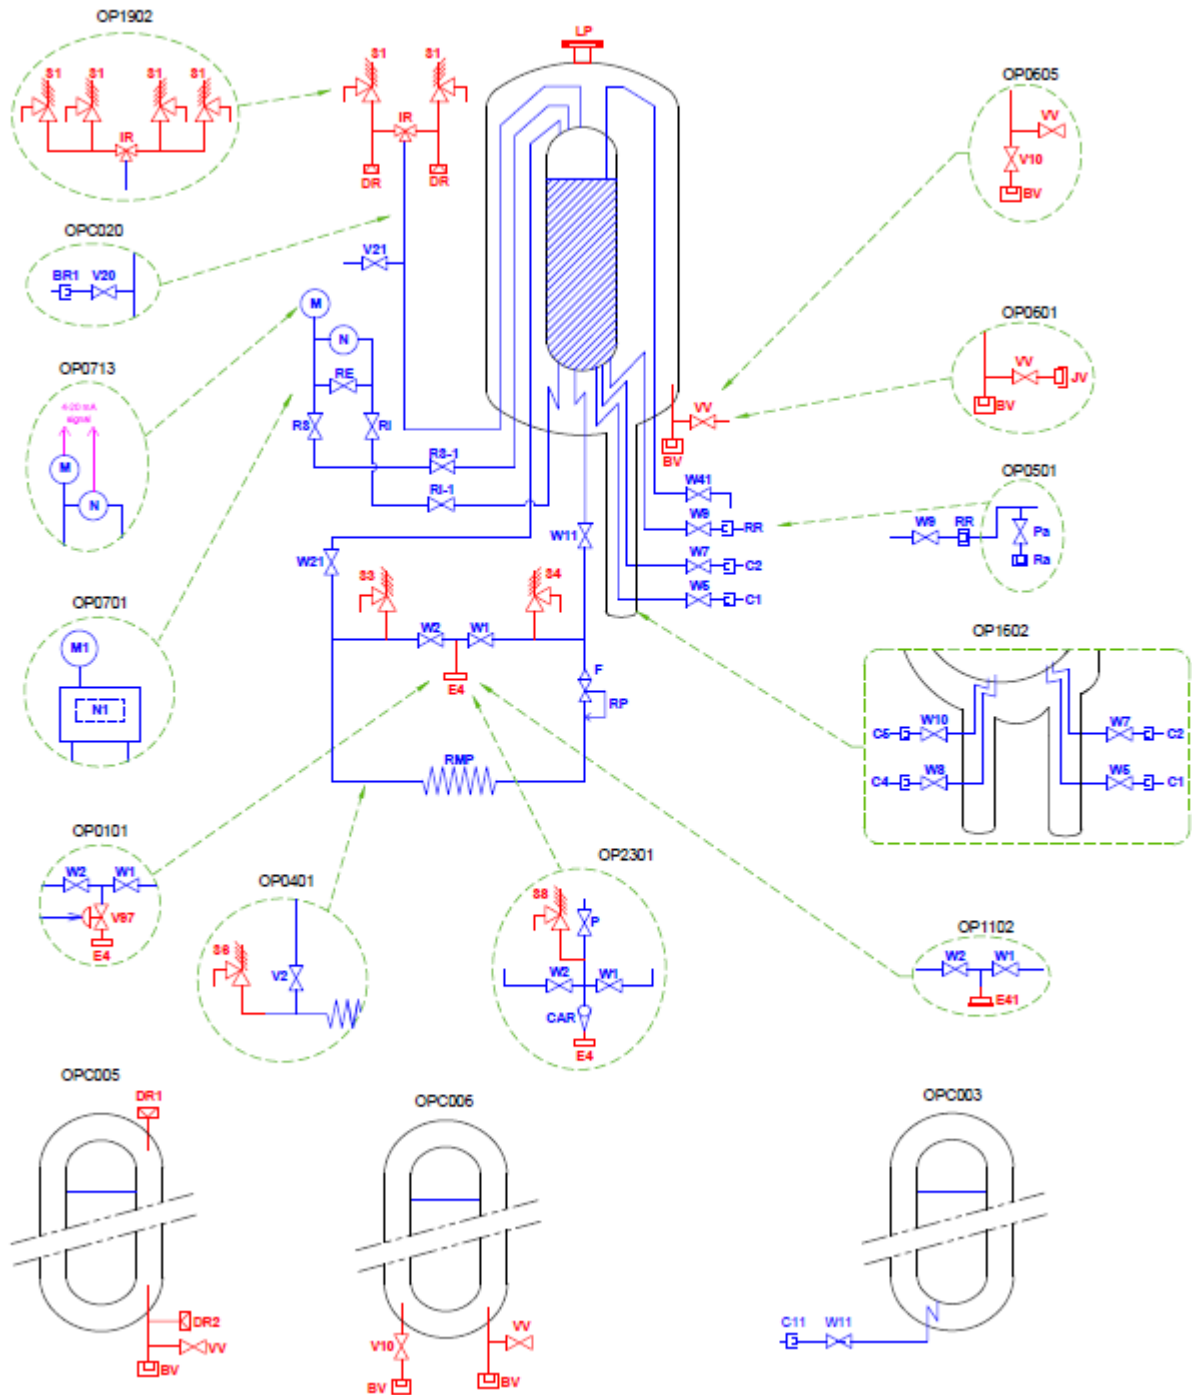 OP1902
S1 S1 S1 S1
IR
S1 S1
IR
DR DR
LP
OP0605
VV
V10
BV
OPC020
BR1 V20
V21
OP0713
4-20 mA
signal
M
N
M
N
RE
RS RI
RS-1
RI-1
VV
BV
OP0601
VV
JV
BV
W41
W9 RR
W7 C2
W5 C1
OP0501
W9 RR Pa
Ra
OP0701
M1
N1
W21
W11
S3 S4
W2 W1
E4
F
RP
RMP
OP1602
C5 W10 W7 C2
C4 W8 W5 C1
OP0101
W2 W1
V97
E4
OP0401
S6
V2
OP2301
S8
P
W2 W1
CAR
E4
OP1102
W2 W1
E41
OPC005
DR1
DR2
VV
BV
OPC006
V10 VV
BV BV
OPC003
C11 W11